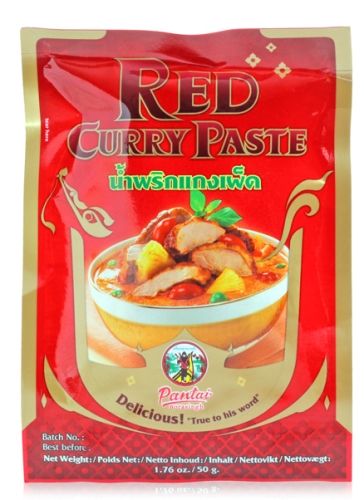 RED
CURRY PASTE
น้ำพริกแกงเผ็ด
Pantai
Delicious! "True to his word"
Batch No. :
Best before :
Net Weight:/Poids Net:/Netto Inhoud:/Inhalt/Nettovikt/Nettovægt:
1.76 oz./50 g.